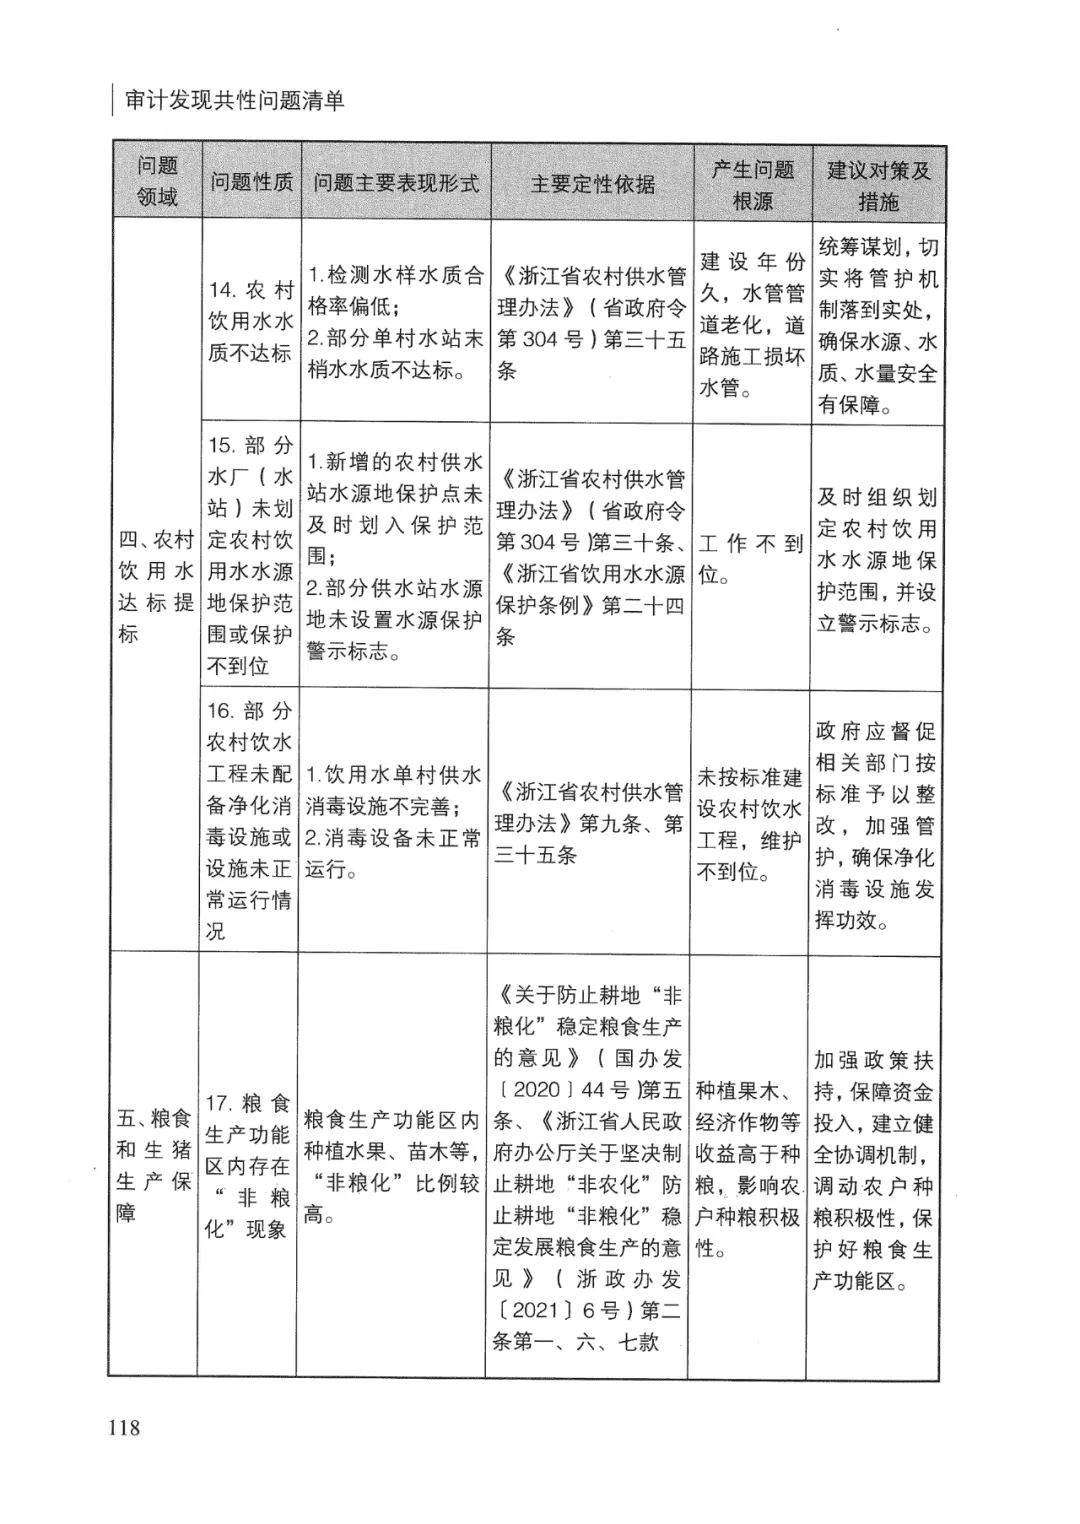 审计发现共性问题清单
问题
领域
问题性质
问题主要表现形式
主要定性依据
产生问题
根源
建议对策及
措施
四、农村
饮用水
达标提
标
14. 农村
饮用水水
质不达标
1.检测水样水质合
格率偏低；
2.部分单村水站末
梢水水质不达标。
《浙江省农村供水管
理办法》（省政府令
第 304 号）第三十五
条
建设年份
久，水管管
道老化，道
路施工损坏
水管。
统筹谋划，切
实将管护机
制落到实处，
确保水源、水
质、水量安全
有保障。
15. 部分
水厂（水
站）未划
定农村饮
用水水源
地保护范
围或保护
不到位
1.新增的农村供水
站水源地保护点未
及时划入保护范
围；
2.部分供水站水源
地未设置水源保护
警示标志。
《浙江省农村供水管
理办法》（省政府令
第 304 号）第三十条、
《浙江省饮用水水源
保护条例》第二十四
条
工作不到
位。
及时组织划
定农村饮用
水水源地保
护范围，并设
立警示标志。
16. 部分
农村饮水
工程未配
备净化消
毒设施或
设施未正
常运行情
况
1.饮用水单村供水
消毒设施不完善；
2.消毒设备未正常
运行。
《浙江省农村供水管
理办法》第九条、第
三十五条
未按标准建
设农村饮水
工程，维护
不到位。
政府应督促
相关部门按
标准予以整
改，加强管
护，确保净化
消毒设施发
挥功效。
五、粮食
和生猪
生产保
障
17. 粮食
生产功能
区内存在
“非粮
化”现象
粮食生产功能区内
种植水果、苗木等，
“非粮化”比例较
高。
《关于防止耕地“非
粮化”稳定粮食生产
的意见》（国办发
〔2020〕44 号）第五
条、《浙江省人民政
府办公厅关于坚决制
止耕地“非农化”防
止耕地“非粮化”稳
定发展粮食生产的意
见》（浙政办发
〔2021〕6 号）第二
条第一、六、七款
种植果木、
经济作物等
收益高于种
粮，影响农
户种粮积极
性。
加强政策扶
持，保障资金
投入，建立健
全协调机制，
调动农户种
粮积极性，保
护好粮食生
产功能区。
118